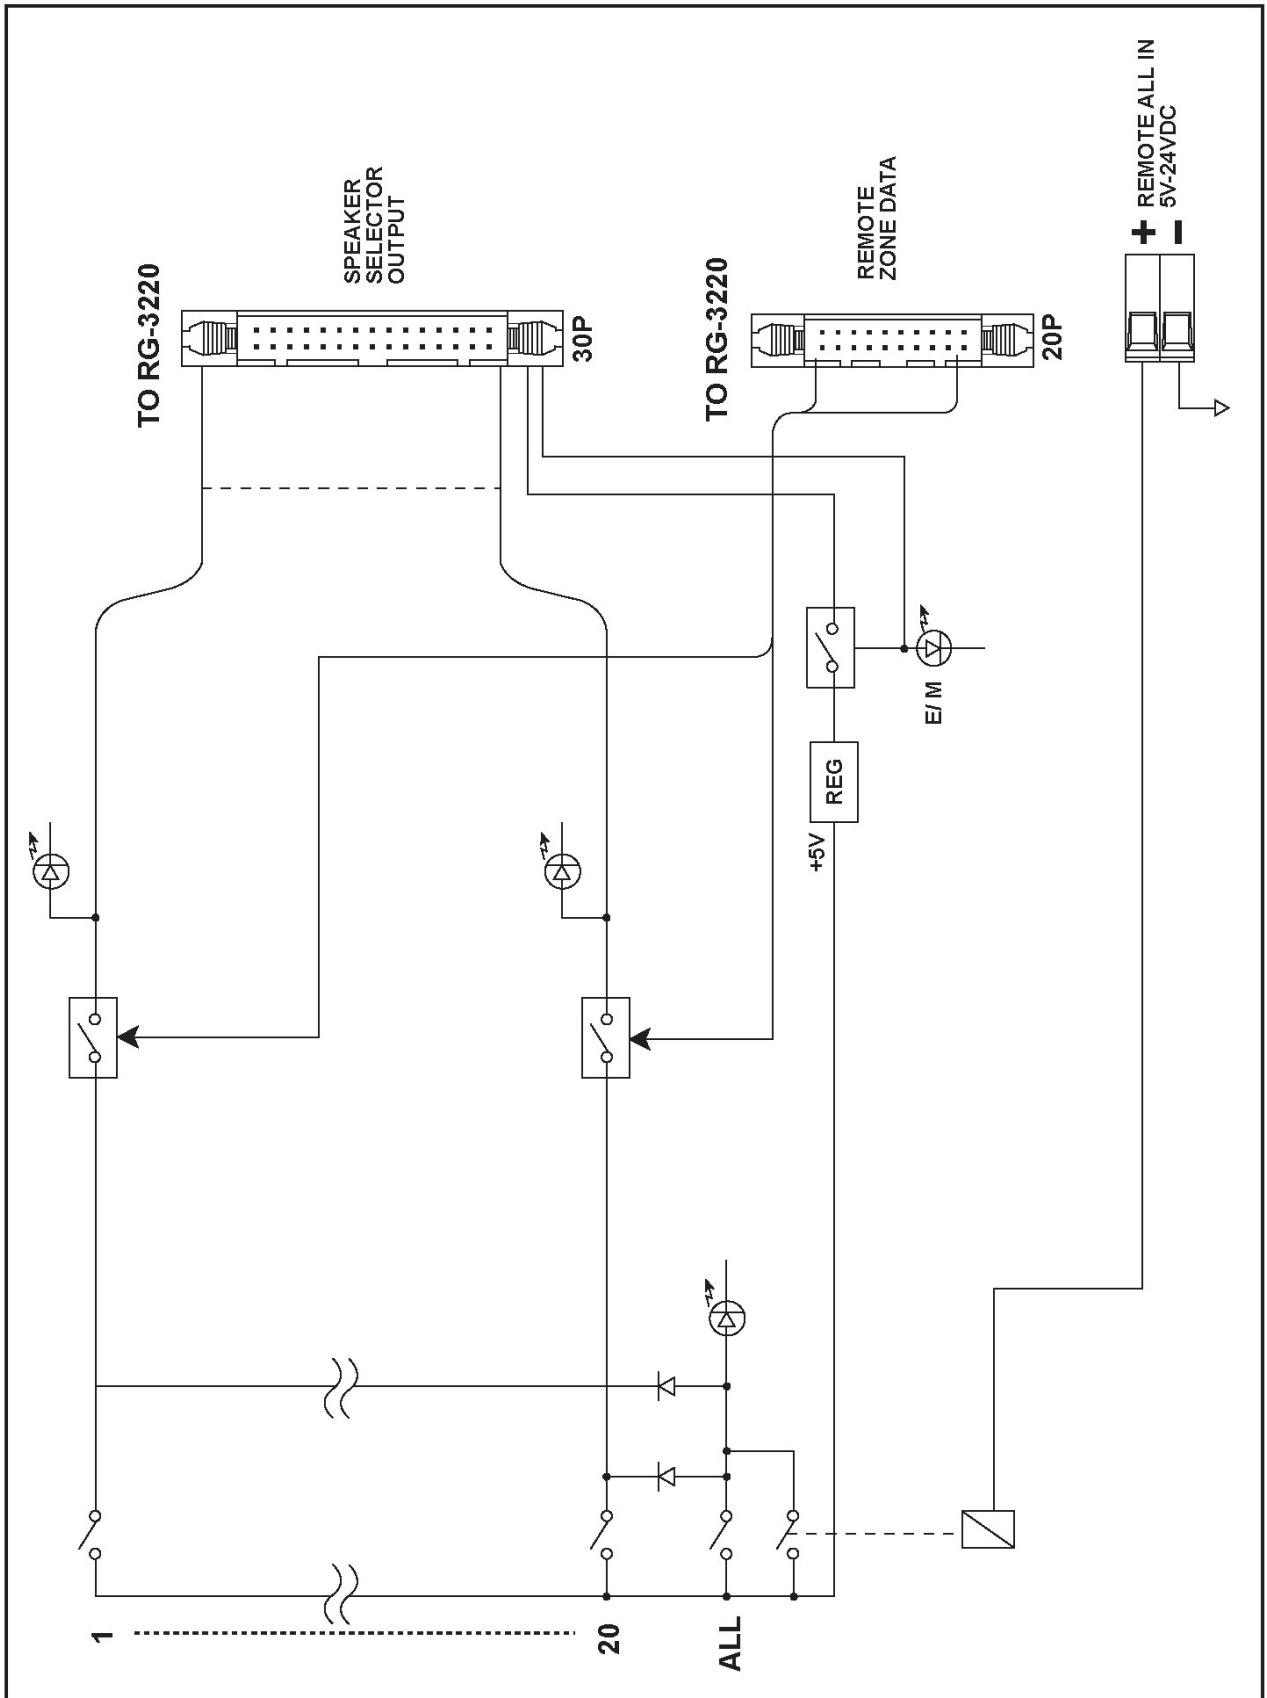 1
20
ALL
+5V
REG
E/ M
TO RG-3220
SPEAKER
SELECTOR
OUTPUT
30P
TO RG-3220
REMOTE
ZONE DATA
20P
+ REMOTE ALL IN
− 5V-24VDC